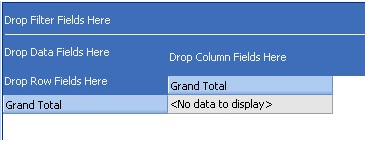 Drop Filter Fields Here
Drop Data Fields Here
Drop Column Fields Here
Drop Row Fields Here
Grand Total
Grand Total
<No data to display>